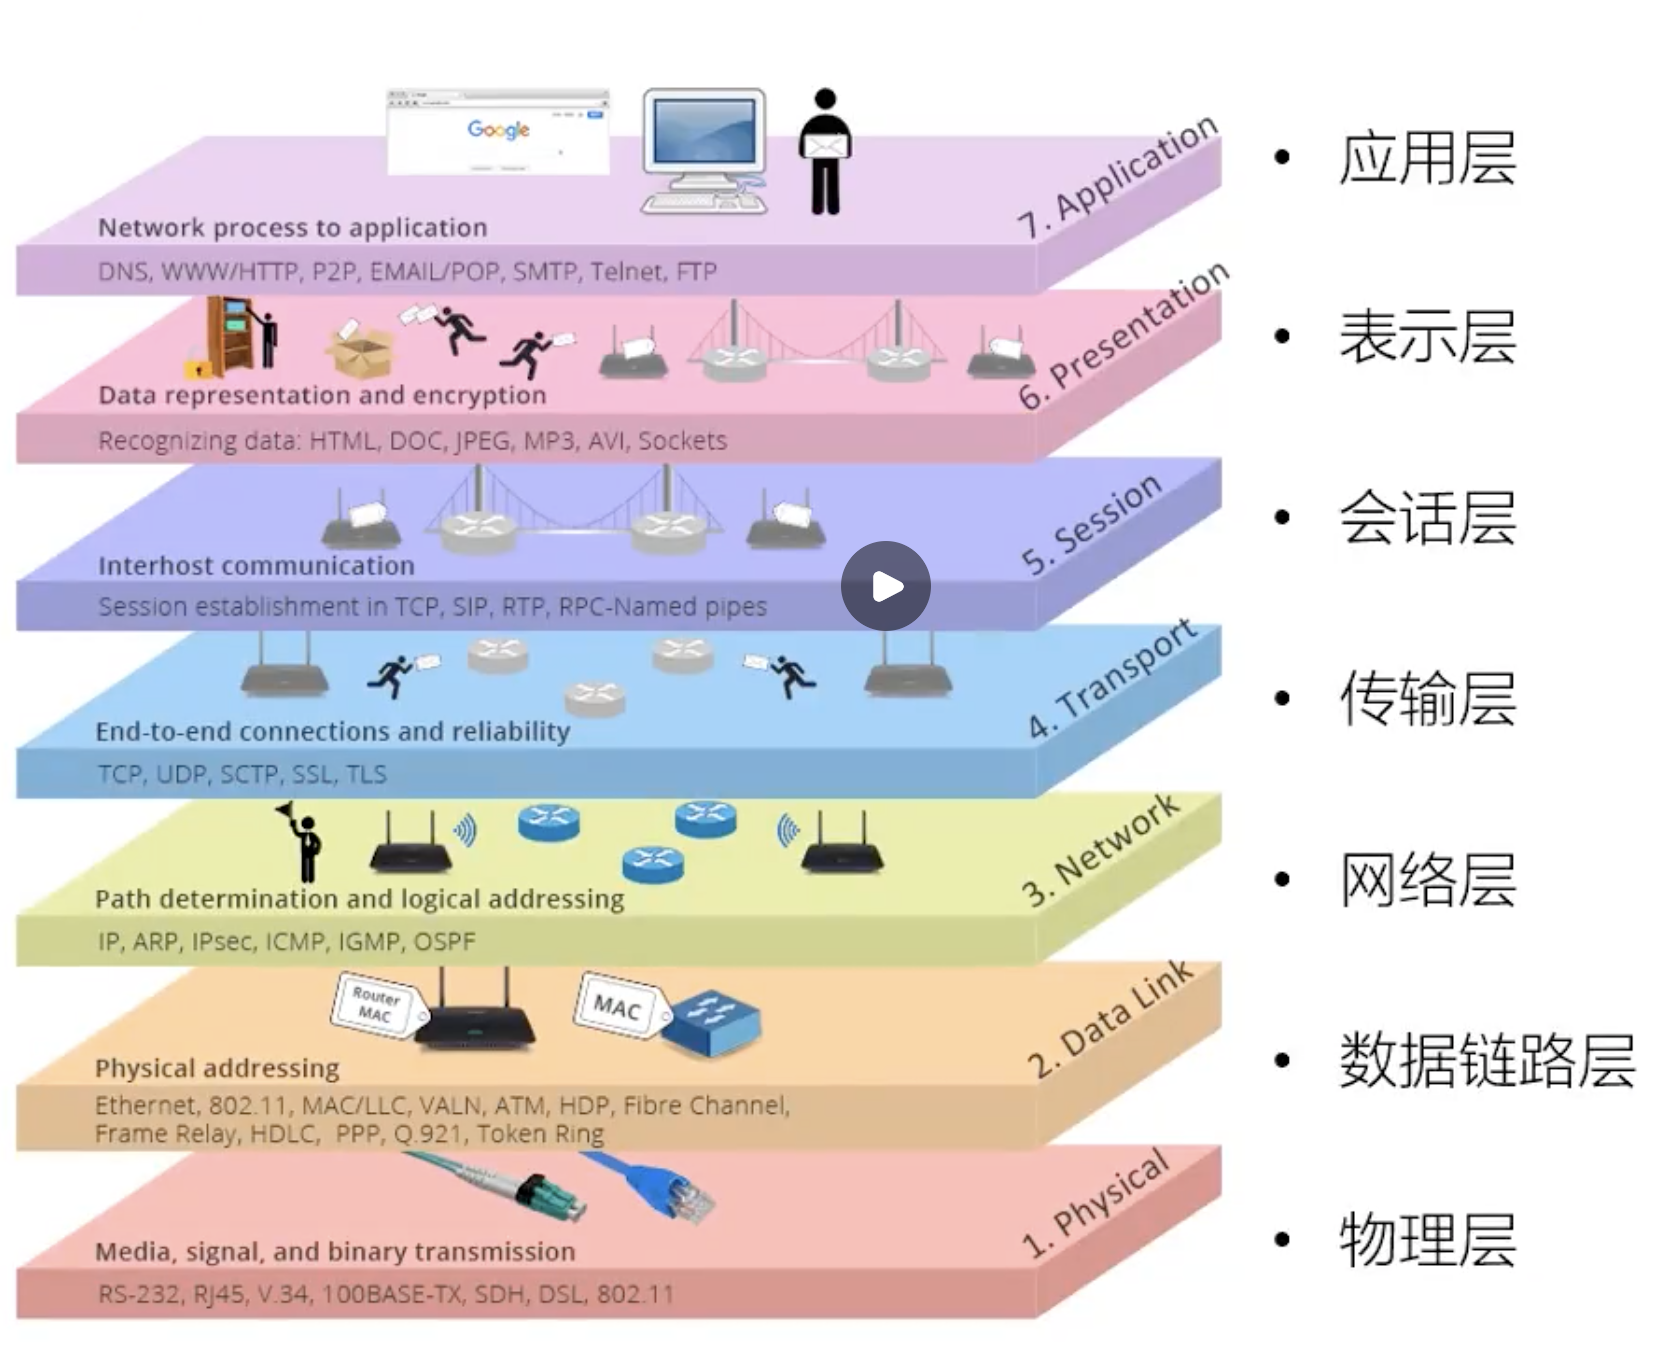 Google
7. Application
应用层
Network process to application
DNS, WWW/HTTP, P2P, EMAIL/POP, SMTP, Telnet, FTP
6. Presentation
表示层
Data representation and encryption
Recognizing data: HTML, DOC, JPEG, MP3, AVI, Sockets
5. Session
会话层
Interhost communication
Session establishment in TCP, SIP, RTP, RPC-Named pipes
4. Transport
传输层
End-to-end connections and reliability
TCP, UDP, SCTP, SSL, TLS
3. Network
网络层
Path determination and logical addressing
IP, ARP, IPsec, ICMP, IGMP, OSPF
Router
MAC
MAC
2. Data Link
数据链路层
Physical addressing
Ethernet, 802.11, MAC/LLC, VALN, ATM, HDP, Fibre Channel,
Frame Relay, HDLC, PPP, Q.921, Token Ring
1. Physical
物理层
Media, signal, and binary transmission
RS-232, RJ45, V.34, 100BASE-TX, SDH, DSL, 802.11